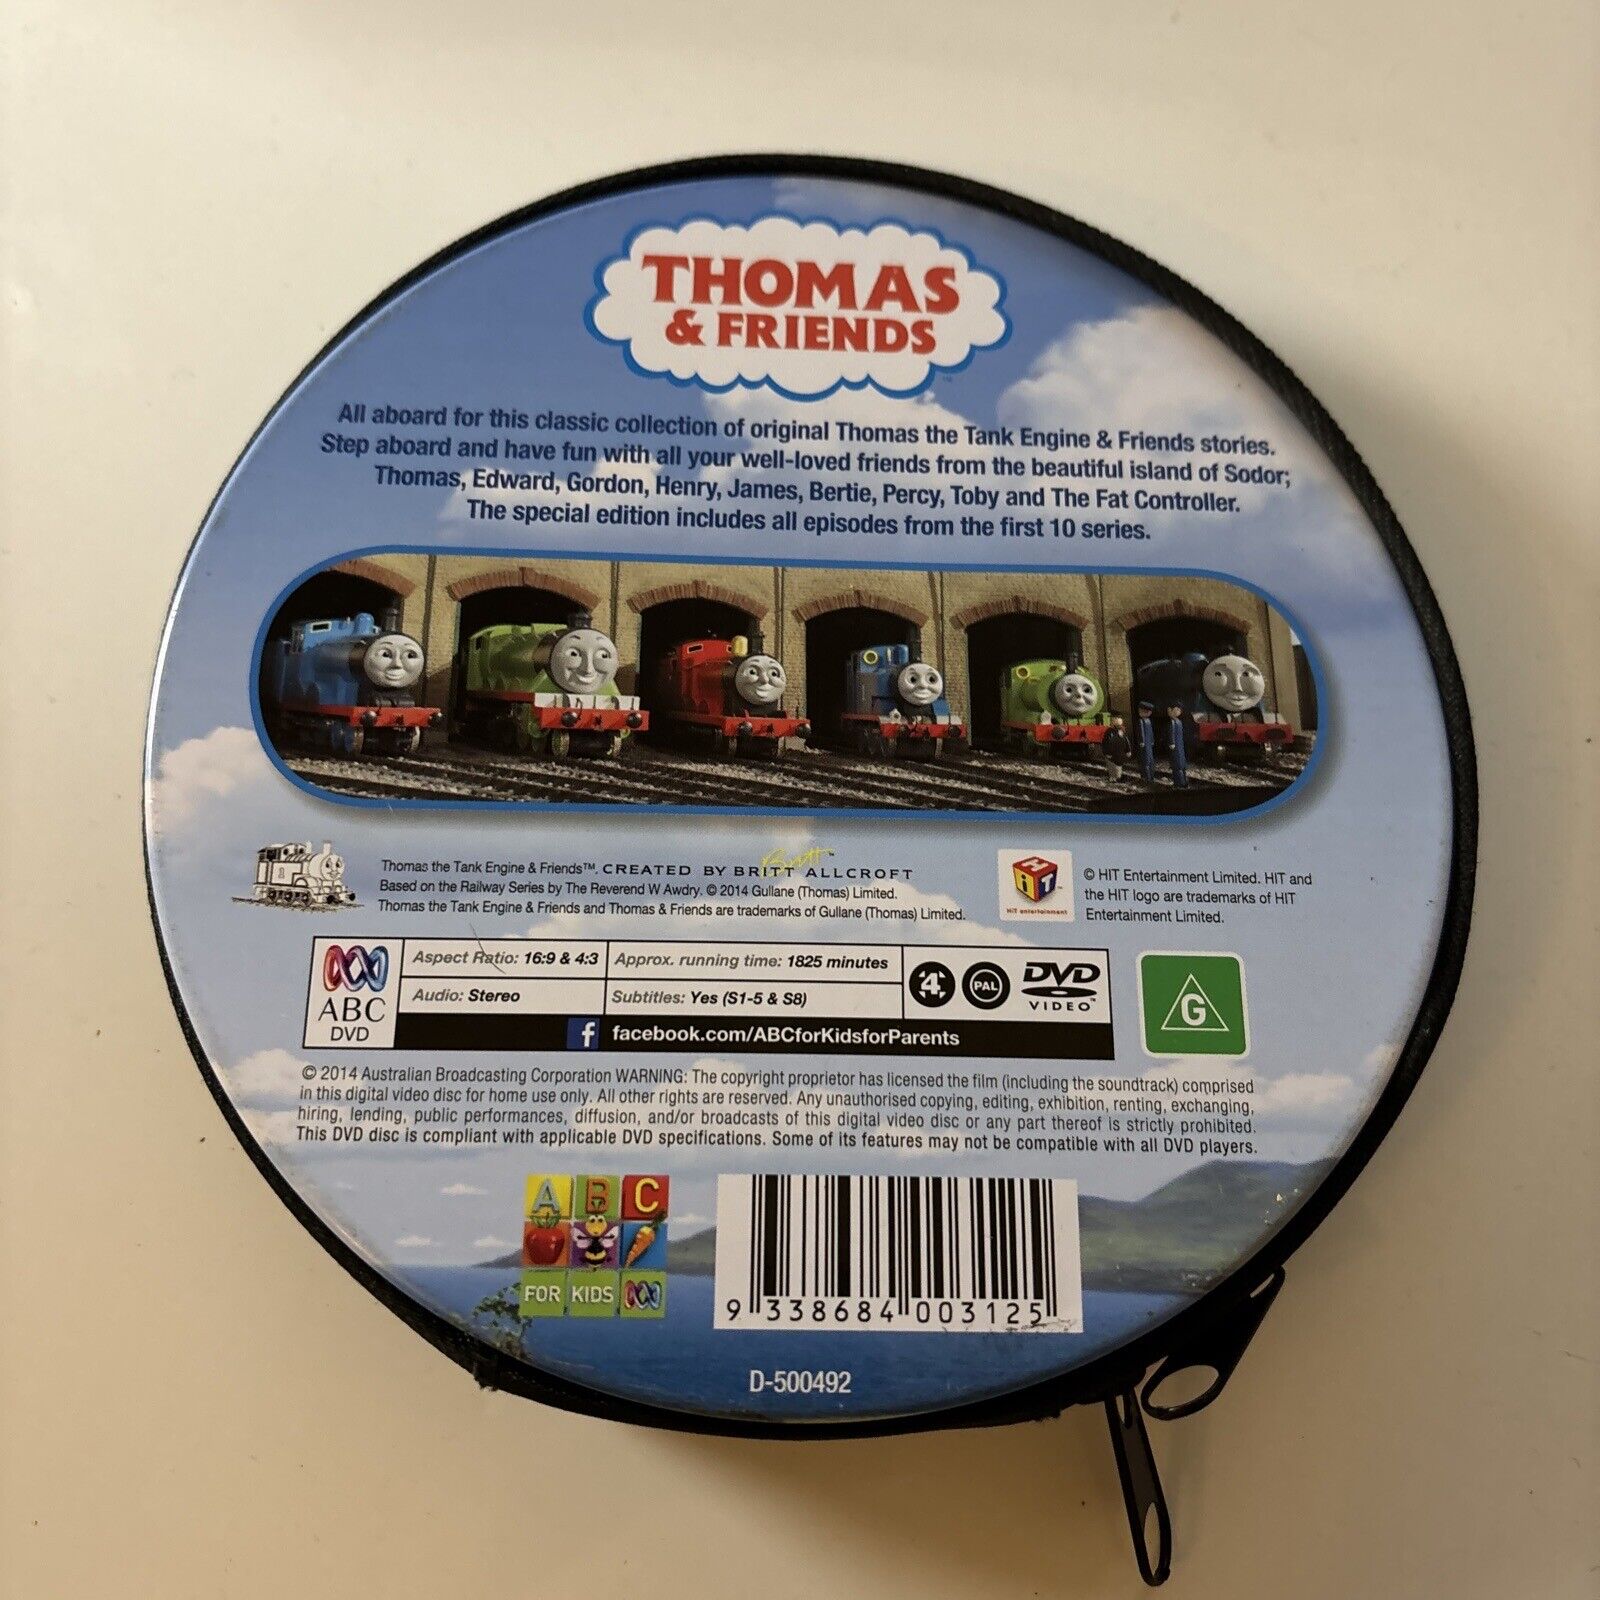 THOMAS
& FRIENDS
All aboard for this classic collection of original Thomas the Tank Engine & Friends stories.
Step aboard and have fun with all your well-loved friends from the beautiful island of Sodor;
Thomas, Edward, Gordon, Henry, James, Bertie, Percy, Toby and The Fat Controller.
The special edition includes all episodes from the first 10 series.
Thomas the Tank Engine & Friends™. CREATED BY BRITT ALLCROFT
Based on the Railway Series by The Reverend W Awdry. © 2014 Gullane (Thomas) Limited.
Thomas the Tank Engine & Friends and Thomas & Friends are trademarks of Gullane (Thomas) Limited.
HiT
HiT entertainment
© HIT Entertainment Limited. HIT and
the HIT logo are trademarks of HIT
Entertainment Limited.
ABC
DVD
Aspect Ratio: 16:9 & 4:3
Approx. running time: 1825 minutes
Audio: Stereo
Subtitles: Yes (S1-5 & S8)
4
PAL
DVD
VIDEO™
f facebook.com/ABCforKidsforParents
G
© 2014 Australian Broadcasting Corporation WARNING: The copyright proprietor has licensed the film (including the soundtrack) comprised
in this digital video disc for home use only. All other rights are reserved. Any unauthorised copying, editing, exhibition, renting, exchanging,
hiring, lending, public performances, diffusion, and/or broadcasts of this digital video disc or any part thereof is strictly prohibited.
This DVD disc is compliant with applicable DVD specifications. Some of its features may not be compatible with all DVD players.
ABC
FOR KIDS
9 338684 003125
D-500492